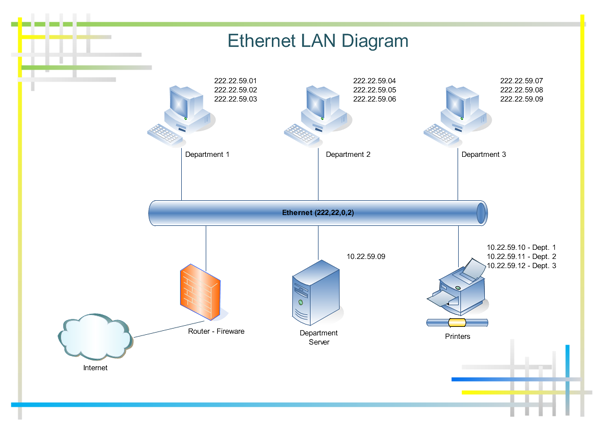 Ethernet LAN Diagram
222.22.59.01
222.22.59.02
222.22.59.03
222.22.59.04
222.22.59.05
222.22.59.06
222.22.59.07
222.22.59.08
222.22.59.09
Department 1
Department 2
Department 3
Ethernet (222,22,0,2)
10.22.59.09
10.22.59.10 - Dept. 1
10.22.59.11 - Dept. 2
10.22.59.12 - Dept. 3
Router - Fireware
Department
Server
Printers
Internet